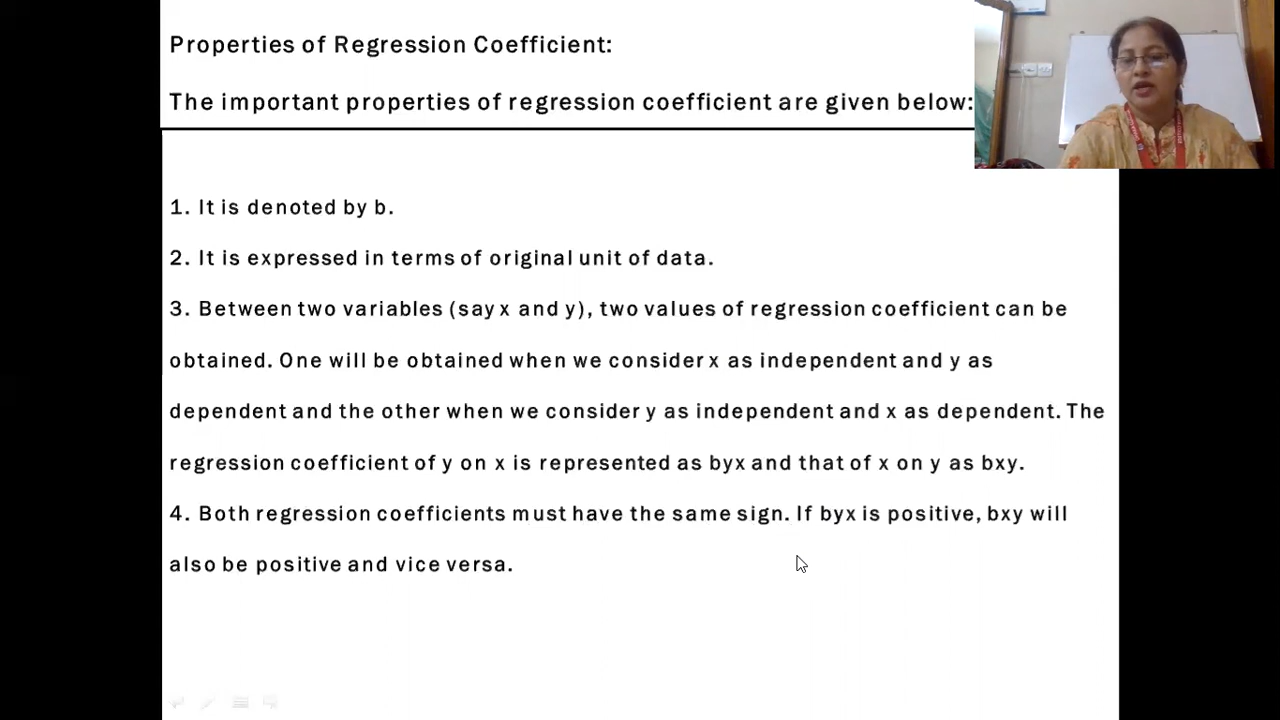 Properties of Regression Coefficient:
The important properties of regression coefficient are given below:
1. It is denoted by b.
2. It is expressed in terms of original unit of data.
3. Between two variables (say x and y), two values of regression coefficient can be
obtained. One will be obtained when we consider x as independent and y as
dependent and the other when we consider y as independent and x as dependent. The
regression coefficient of y on x is represented as byx and that of x on y as bxy.
4. Both regression coefficients must have the same sign. If byx is positive, bxy will
also be positive and vice versa.